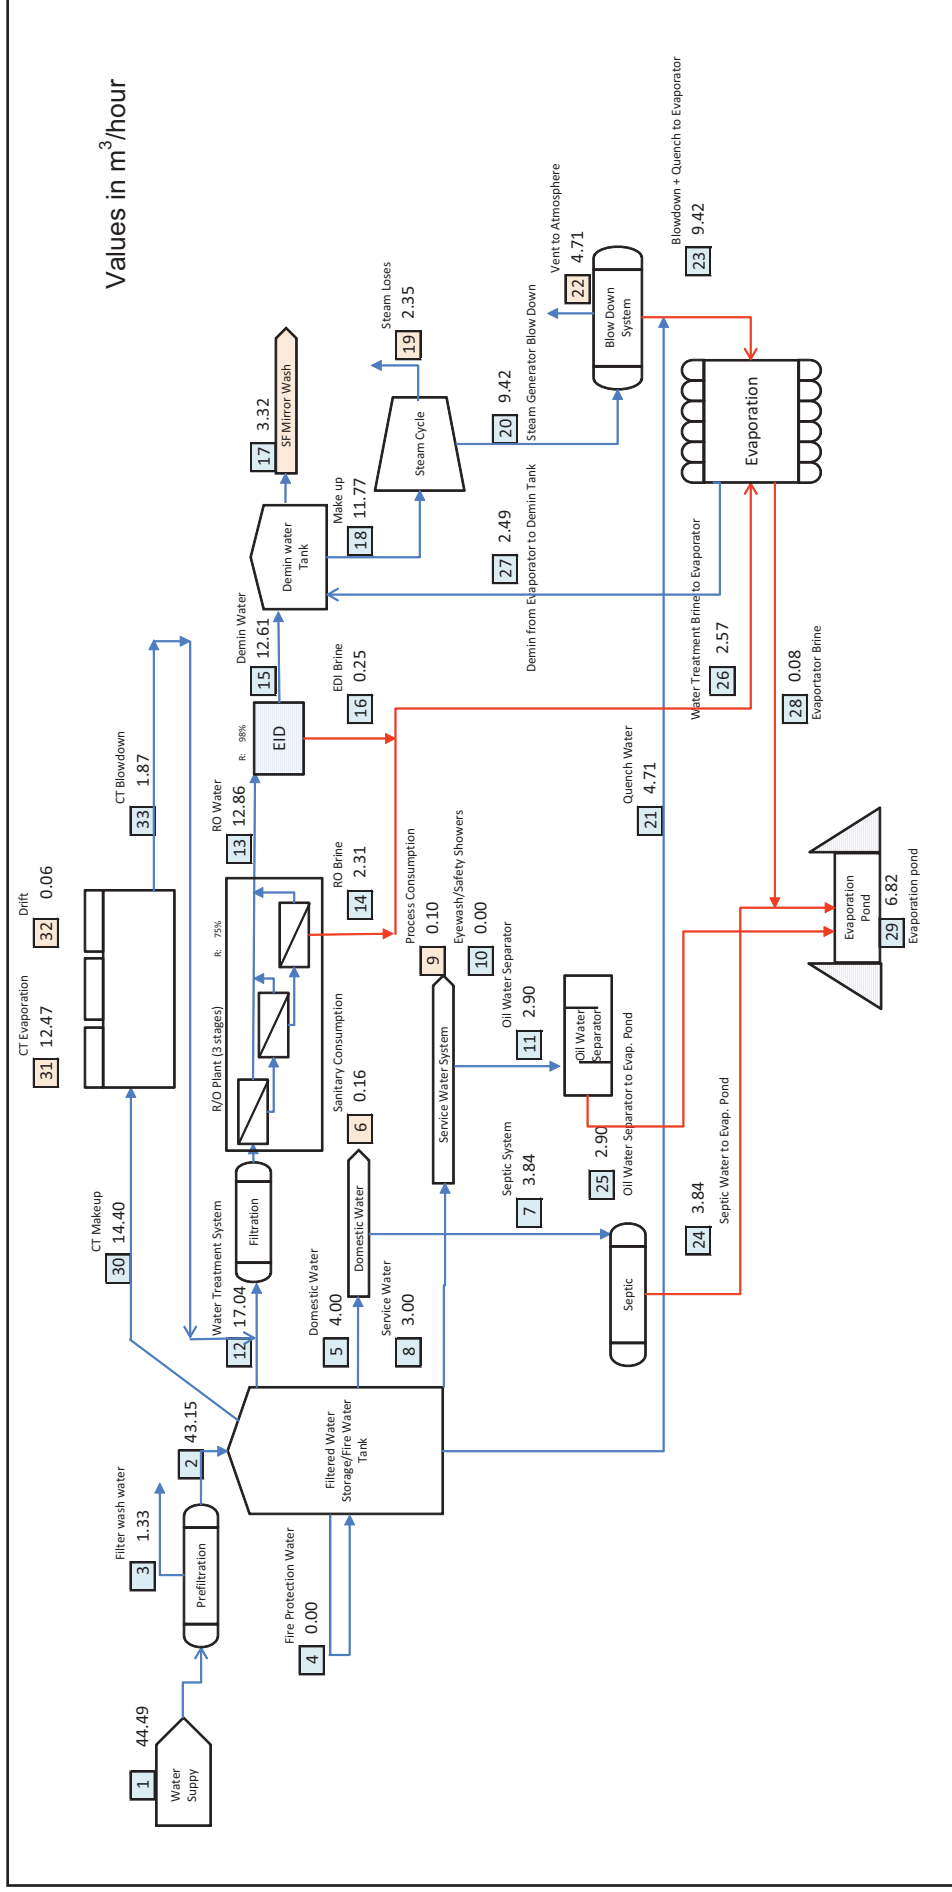 Values in m³/hour
1
44.49
Water
Suppy
3
Filter wash water
1.33
Prefiltration
2
43.15
4
Fire Protection Water
0.00
Filtered Water
Storage/Fire Water
Tank
30
CT Makeup
14.40
31
CT Evaporation
12.47
32
Drift
0.06
33
CT Blowdown
1.87
12
Water Treatment System
17.04
Filtration
R/O Plant (3 stages)
R: 75%
13
RO Water
12.86
14
RO Brine
2.31
R: 98%
EID
15
Demin Water
12.61
16
EDI Brine
0.25
Demin water
Tank
17
3.32
SF Mirror Wash
18
Make up
11.77
Steam Cycle
19
Steam Loses
2.35
5
Domestic Water
4.00
Domestic Water
6
Sanitary Consumption
0.16
8
Service Water
3.00
Service Water System
9
Process Consumption
0.10
10
Eyewash/Safety Showers
0.00
7
Septic System
3.84
11
Oil Water Separator
2.90
Oil Water
Separator
20
9.42
Steam Generator Blow Down
22
Vent to Atmosphere
4.71
Blow Down
System
27
2.49
Demin from Evaporator to Demin Tank
25
2.90
Oil Water Separator to Evap. Pond
Septic
21
Quench Water
4.71
23
Blowdown + Quench to Evaporator
9.42
24
3.84
Septic Water to Evap. Pond
26
Water Treatment Brine to Evaporator
2.57
Evaporation
28
0.08
Evaportator Brine
Evaporation
Pond
29
6.82
Evaporation pond